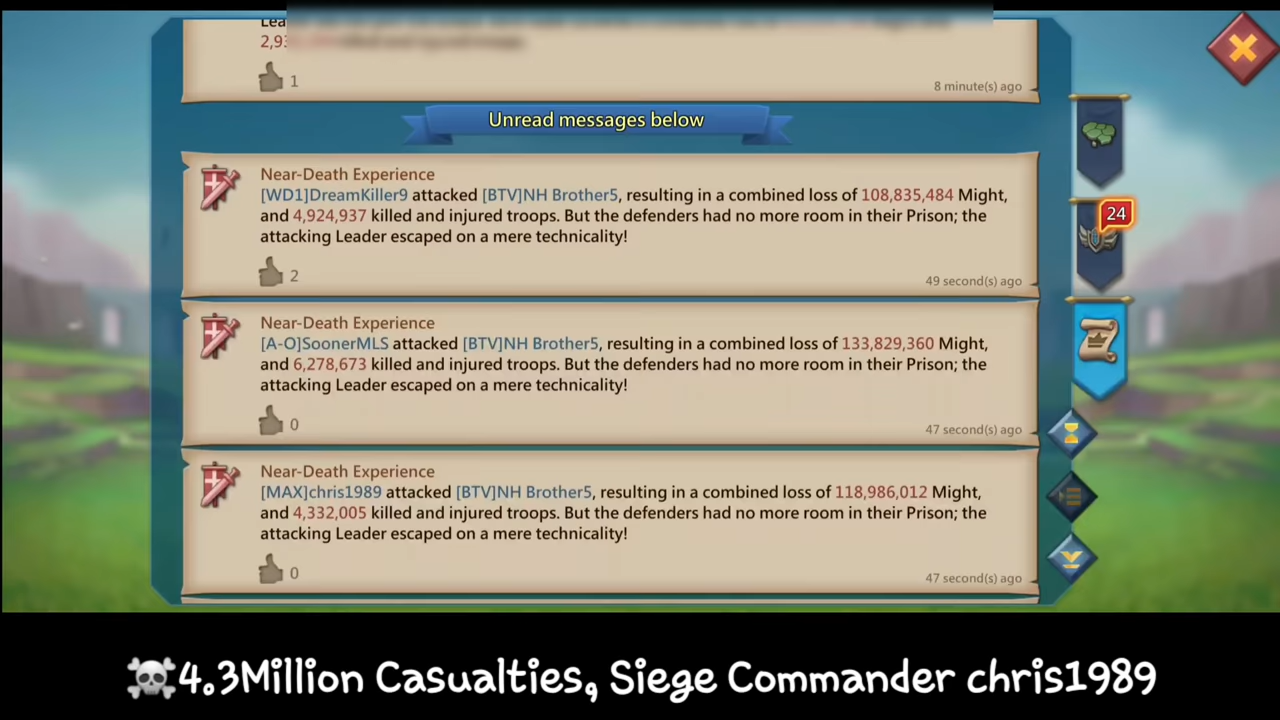 Lea
2,93
1
8 minute(s) ago
Unread messages below
Near-Death Experience
[WD1]DreamKiller9 attacked [BTV]NH Brother5, resulting in a combined loss of 108,835,484 Might,
and 4,924,937 killed and injured troops. But the defenders had no more room in their Prison; the
attacking Leader escaped on a mere technicality!
2
49 second(s) ago
24
Near-Death Experience
[A-O]SoonerMLS attacked [BTV]NH Brother5, resulting in a combined loss of 133,829,360 Might,
and 6,278,673 killed and injured troops. But the defenders had no more room in their Prison; the
attacking Leader escaped on a mere technicality!
0
47 second(s) ago
Near-Death Experience
[MAX]chris1989 attacked [BTV]NH Brother5, resulting in a combined loss of 118,986,012 Might,
and 4,332,005 killed and injured troops. But the defenders had no more room in their Prison; the
attacking Leader escaped on a mere technicality!
0
47 second(s) ago
☠4.3Million Casualties, Siege Commander chris1989